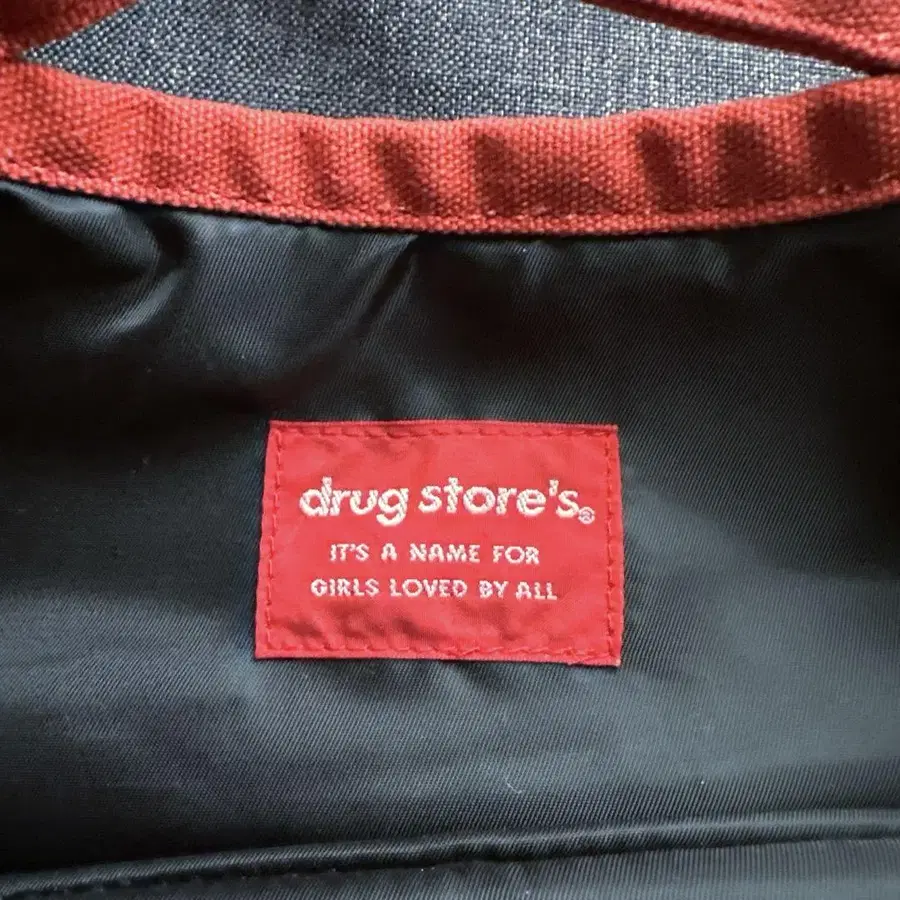 drug store's®
IT'S A NAME FOR
GIRLS LOVED BY ALL